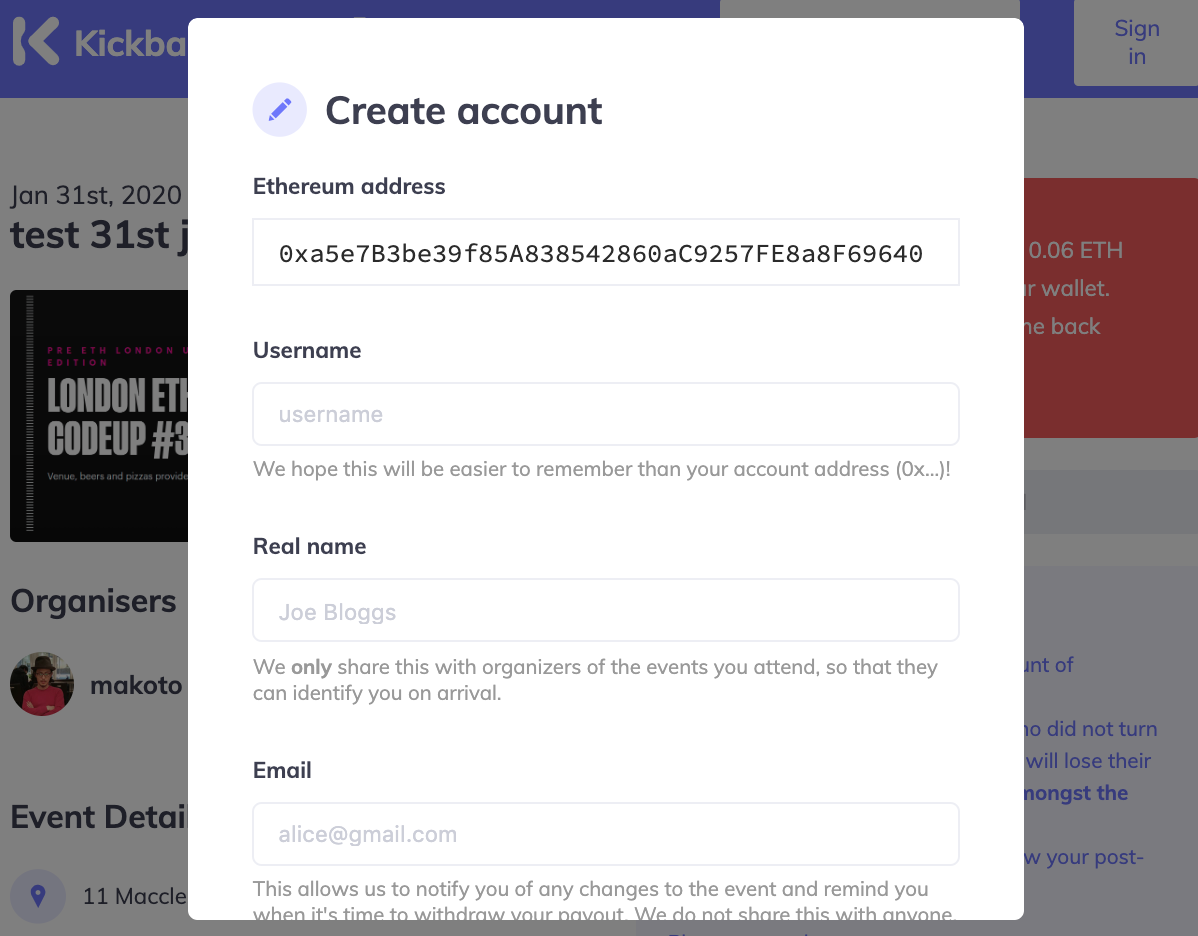 Kickba
Sign
in
Create account
Ethereum address
0xa5e7B3be39f85A838542860aC9257FE8a8F69640
Username
username
We hope this will be easier to remember than your account address (0x...)!
Real name
Joe Bloggs
We only share this with organizers of the events you attend, so that they
can identify you on arrival.
Email
alice@gmail.com
This allows us to notify you of any changes to the event and remind you
when it's time to withdraw your payout. We do not share this with anyone.
Jan 31st, 2020
test 31st j
PRE ETH LONDON U
EDITION
LONDON ETH
CODEUP #3
Venue, beers and pizzas provide
Organisers
makoto
Event Detai
11 Maccle
0.06 ETH
r wallet.
e back
unt of
o did not turn
will lose their
mongst the
w your post-